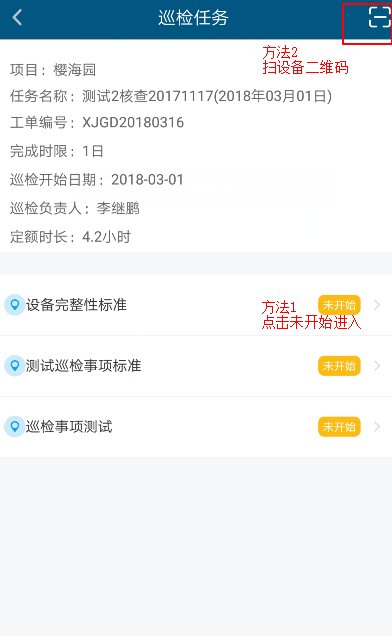 巡检任务
方法2
扫设备二维码
项目：樱海园
任务名称：测试2核查20171117(2018年03月01日)
工单编号：XJGD20180316
完成时限：1日
巡检开始日期：2018-03-01
巡检负责人：李继鹏
定额时长：4.2小时
设备完整性标准
方法1
未开始
点击未开始进入
测试巡检事项标准
未开始
巡检事项测试
未开始